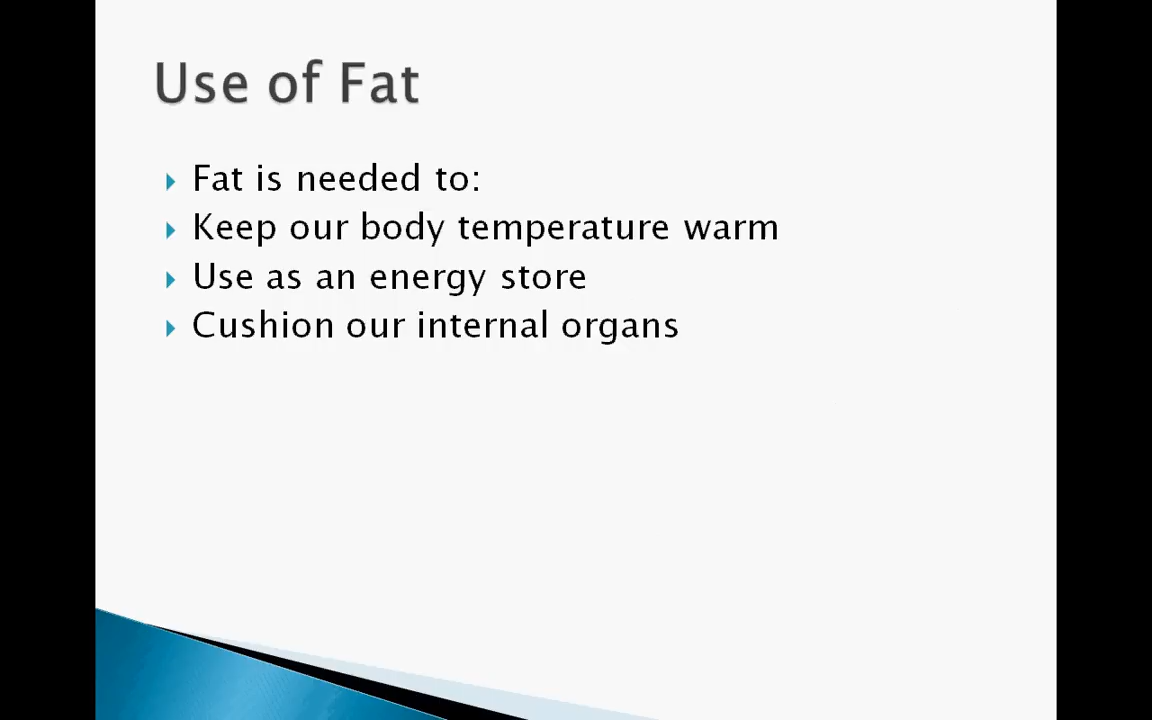 Use of Fat
Fat is needed to:
Keep our body temperature warm
Use as an energy store
Cushion our internal organs